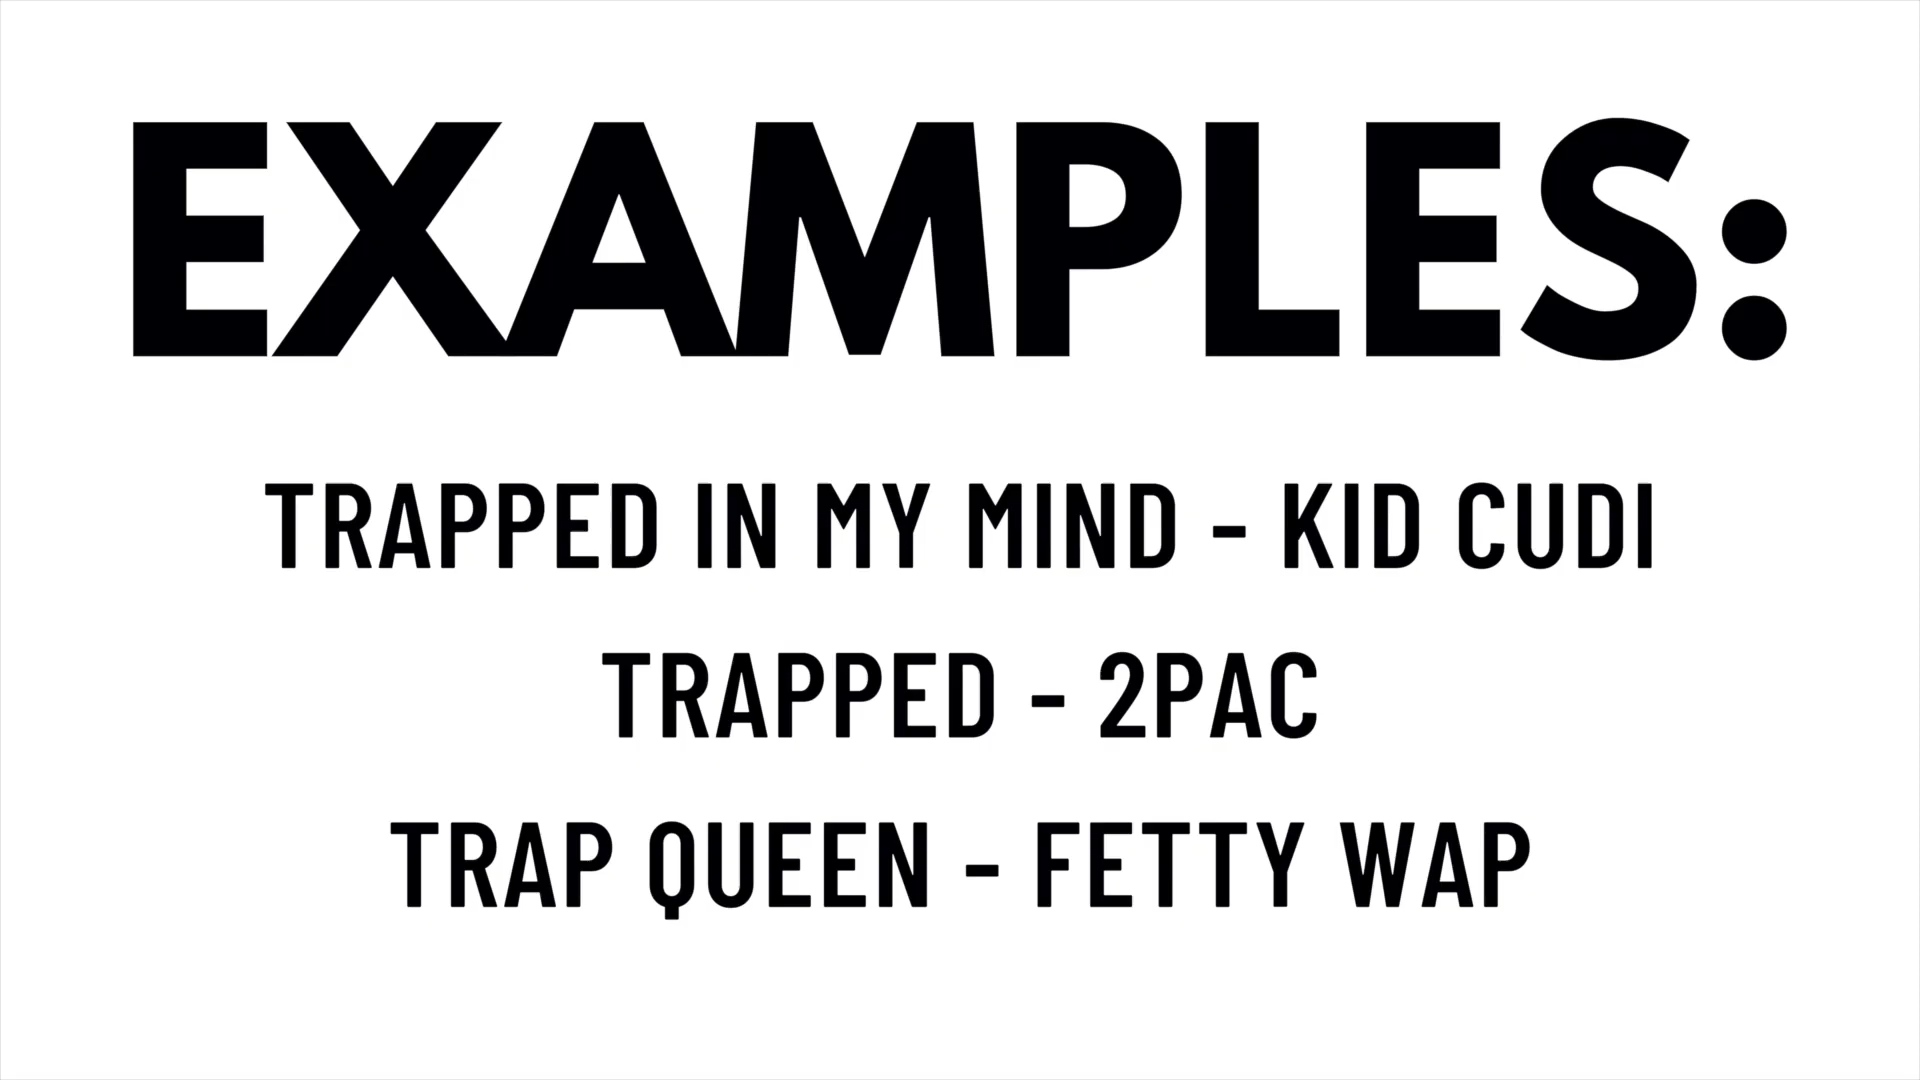 EXAMPLES:
TRAPPED IN MY MIND - KID CUDI
TRAPPED - 2PAC
TRAP QUEEN - FETTY WAP